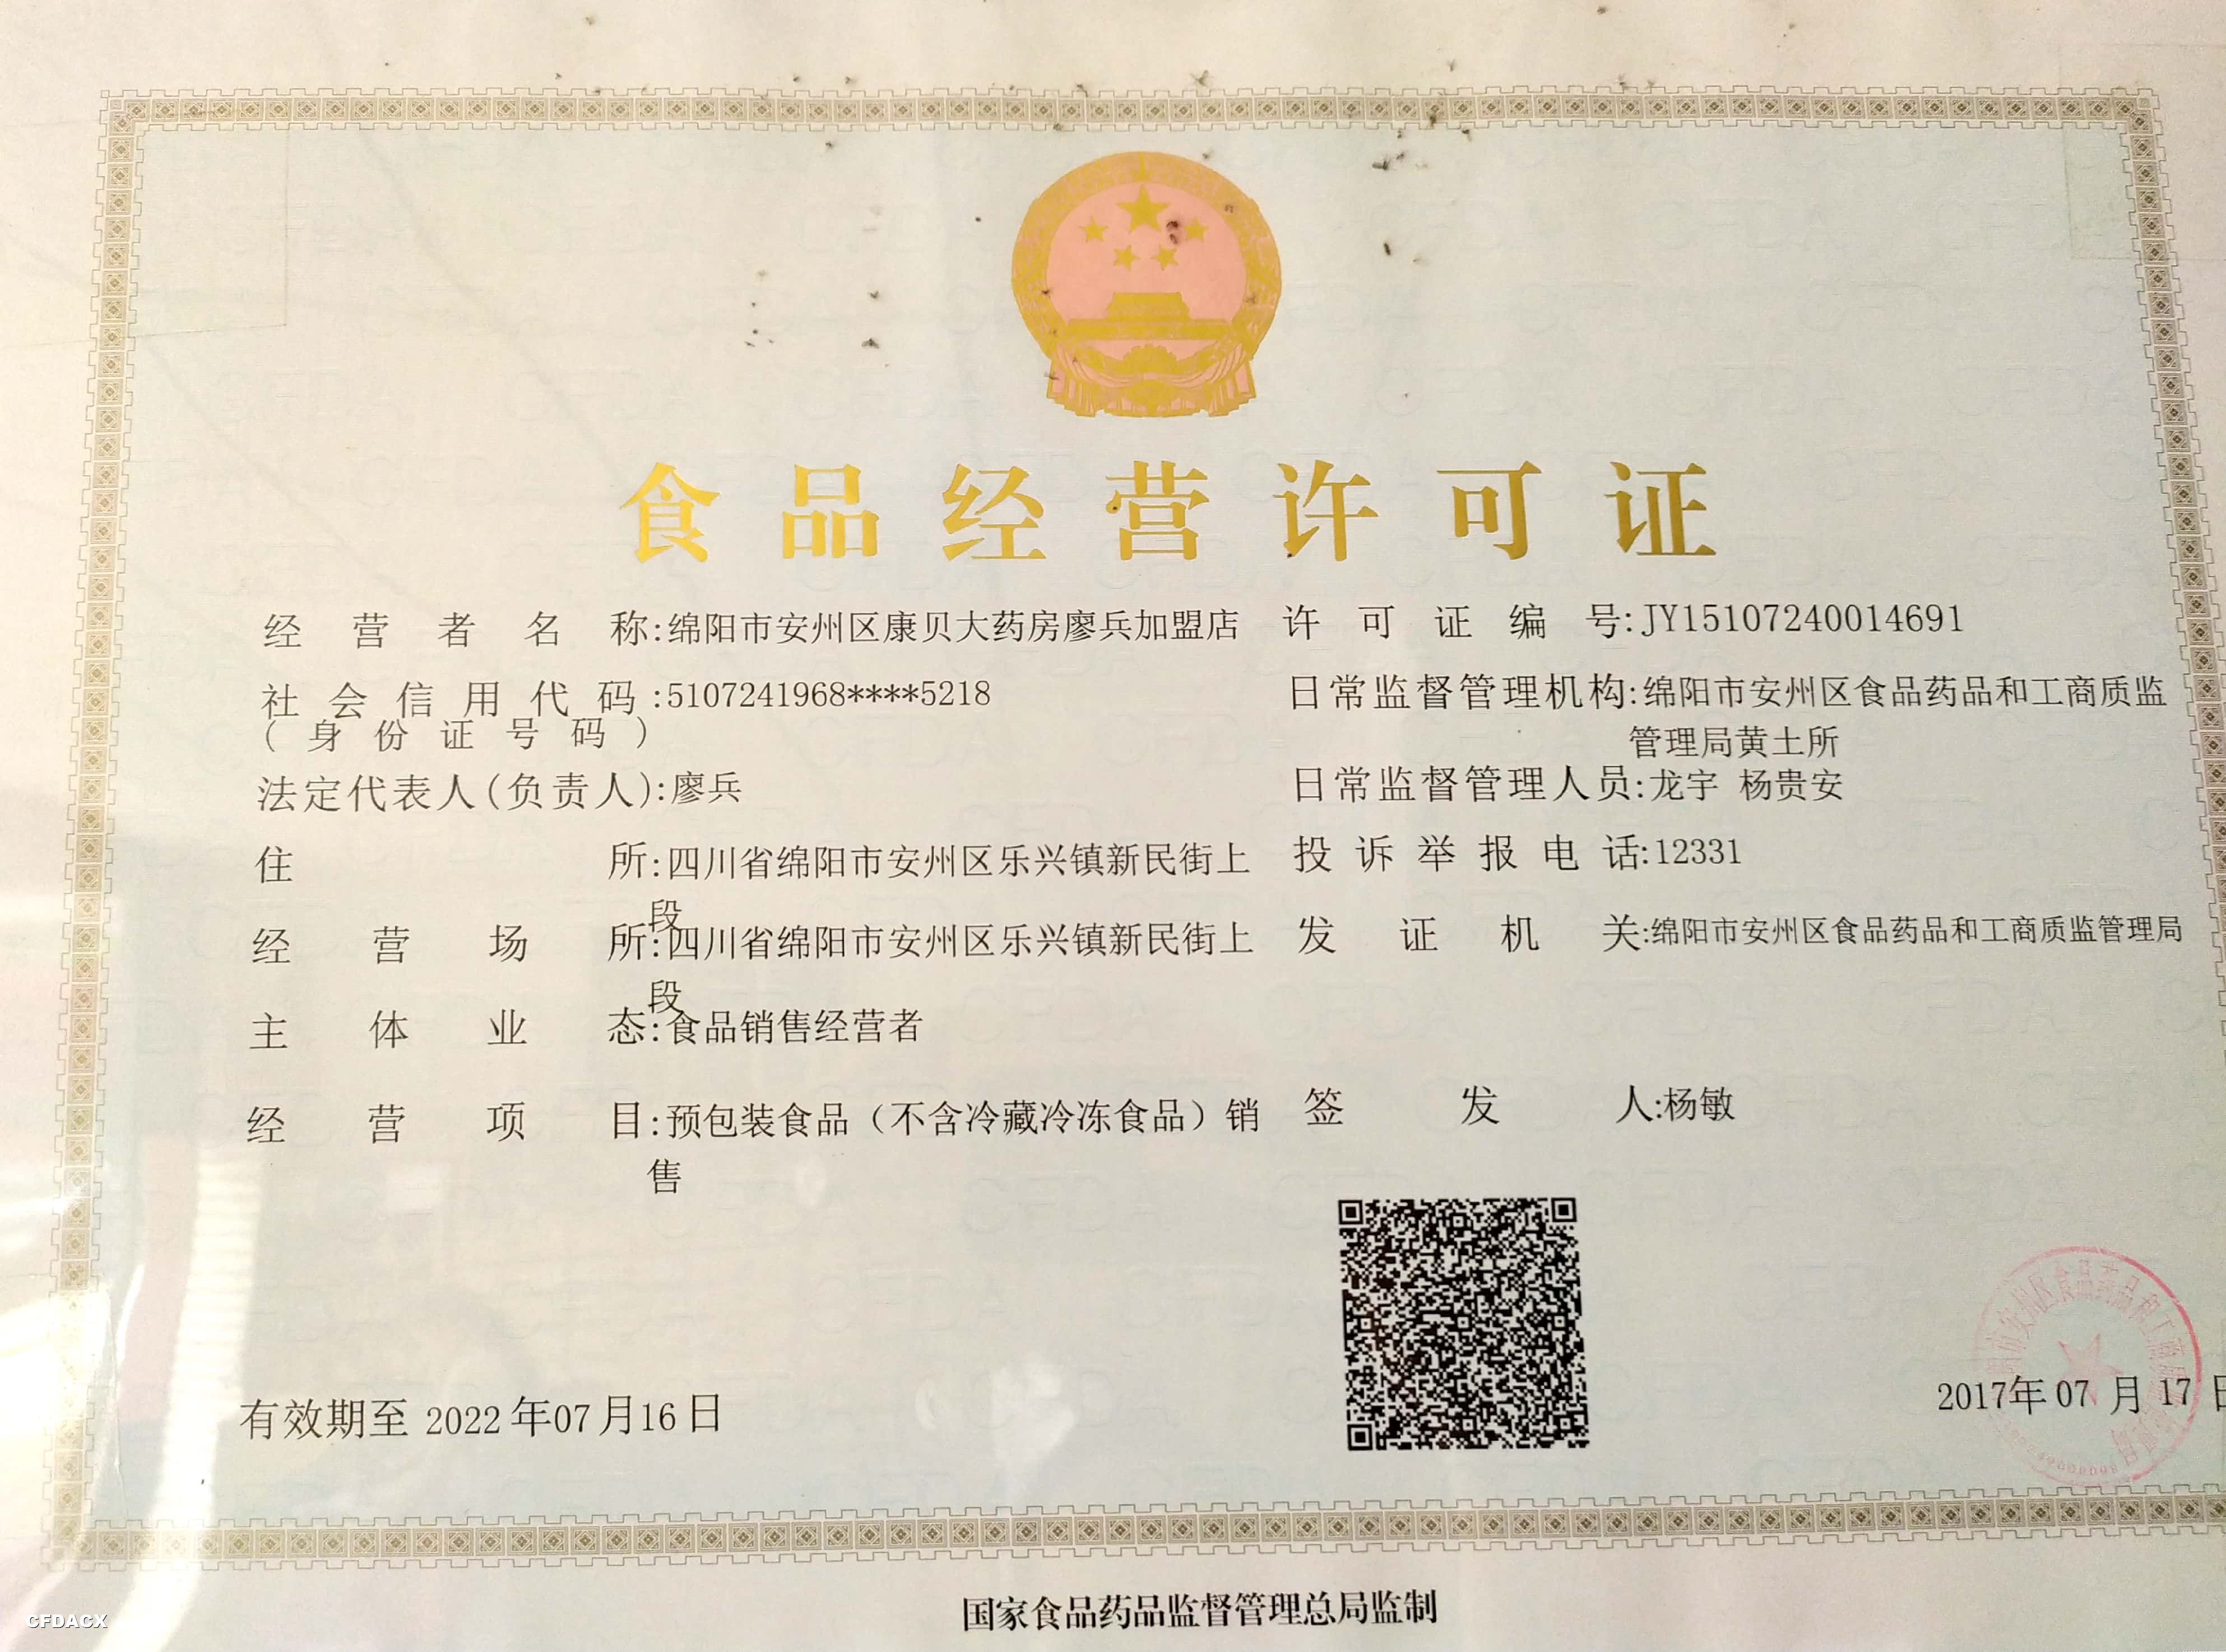 食品经营许可证
经营者名称:绵阳市安州区康贝大药房廖兵加盟店
社会信用代码:5107241968****5218
(身份证号码)
法定代表人(负责人):廖兵
住所:四川省绵阳市安州区乐兴镇新民街上
段
经营场所:四川省绵阳市安州区乐兴镇新民街上
段
主体业态:食品销售经营者
经营项目:预包装食品（不含冷藏冷冻食品）销
售
许可证编号:JY15107240014691
日常监督管理机构:绵阳市安州区食品药品和工商质监
管理局黄土所
日常监督管理人员:龙宇 杨贵安
投诉举报电话:12331
发证机关:绵阳市安州区食品药品和工商质监管理局
签发人:杨敏
有效期至 2022年07月16日
2017年07月17日
国家食品药品监督管理总局监制
CFDACX